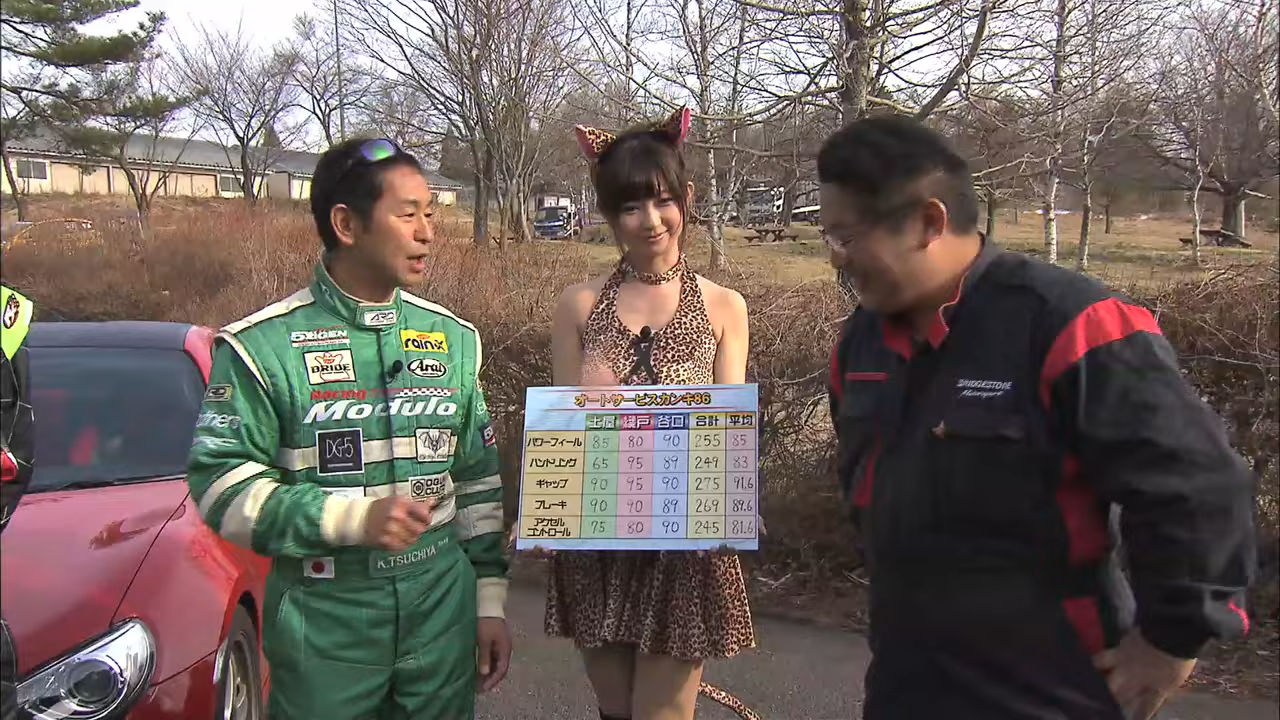 オートサービスカンキ86
土屋 織戸 谷口 合計 平均
パワーフィール 85 80 90 255 85
ハンドリング 65 95 89 249 83
ギャップ 90 95 90 275 91.6
ブレーキ 90 90 89 269 89.6
アクセルコントロール 75 80 90 245 81.6
5ZIGEN
rain-X
BRIDE
Arai
RACING
Modulo
DG-5
K.TSUCHIYA
BRIDGESTONE
Motorsport